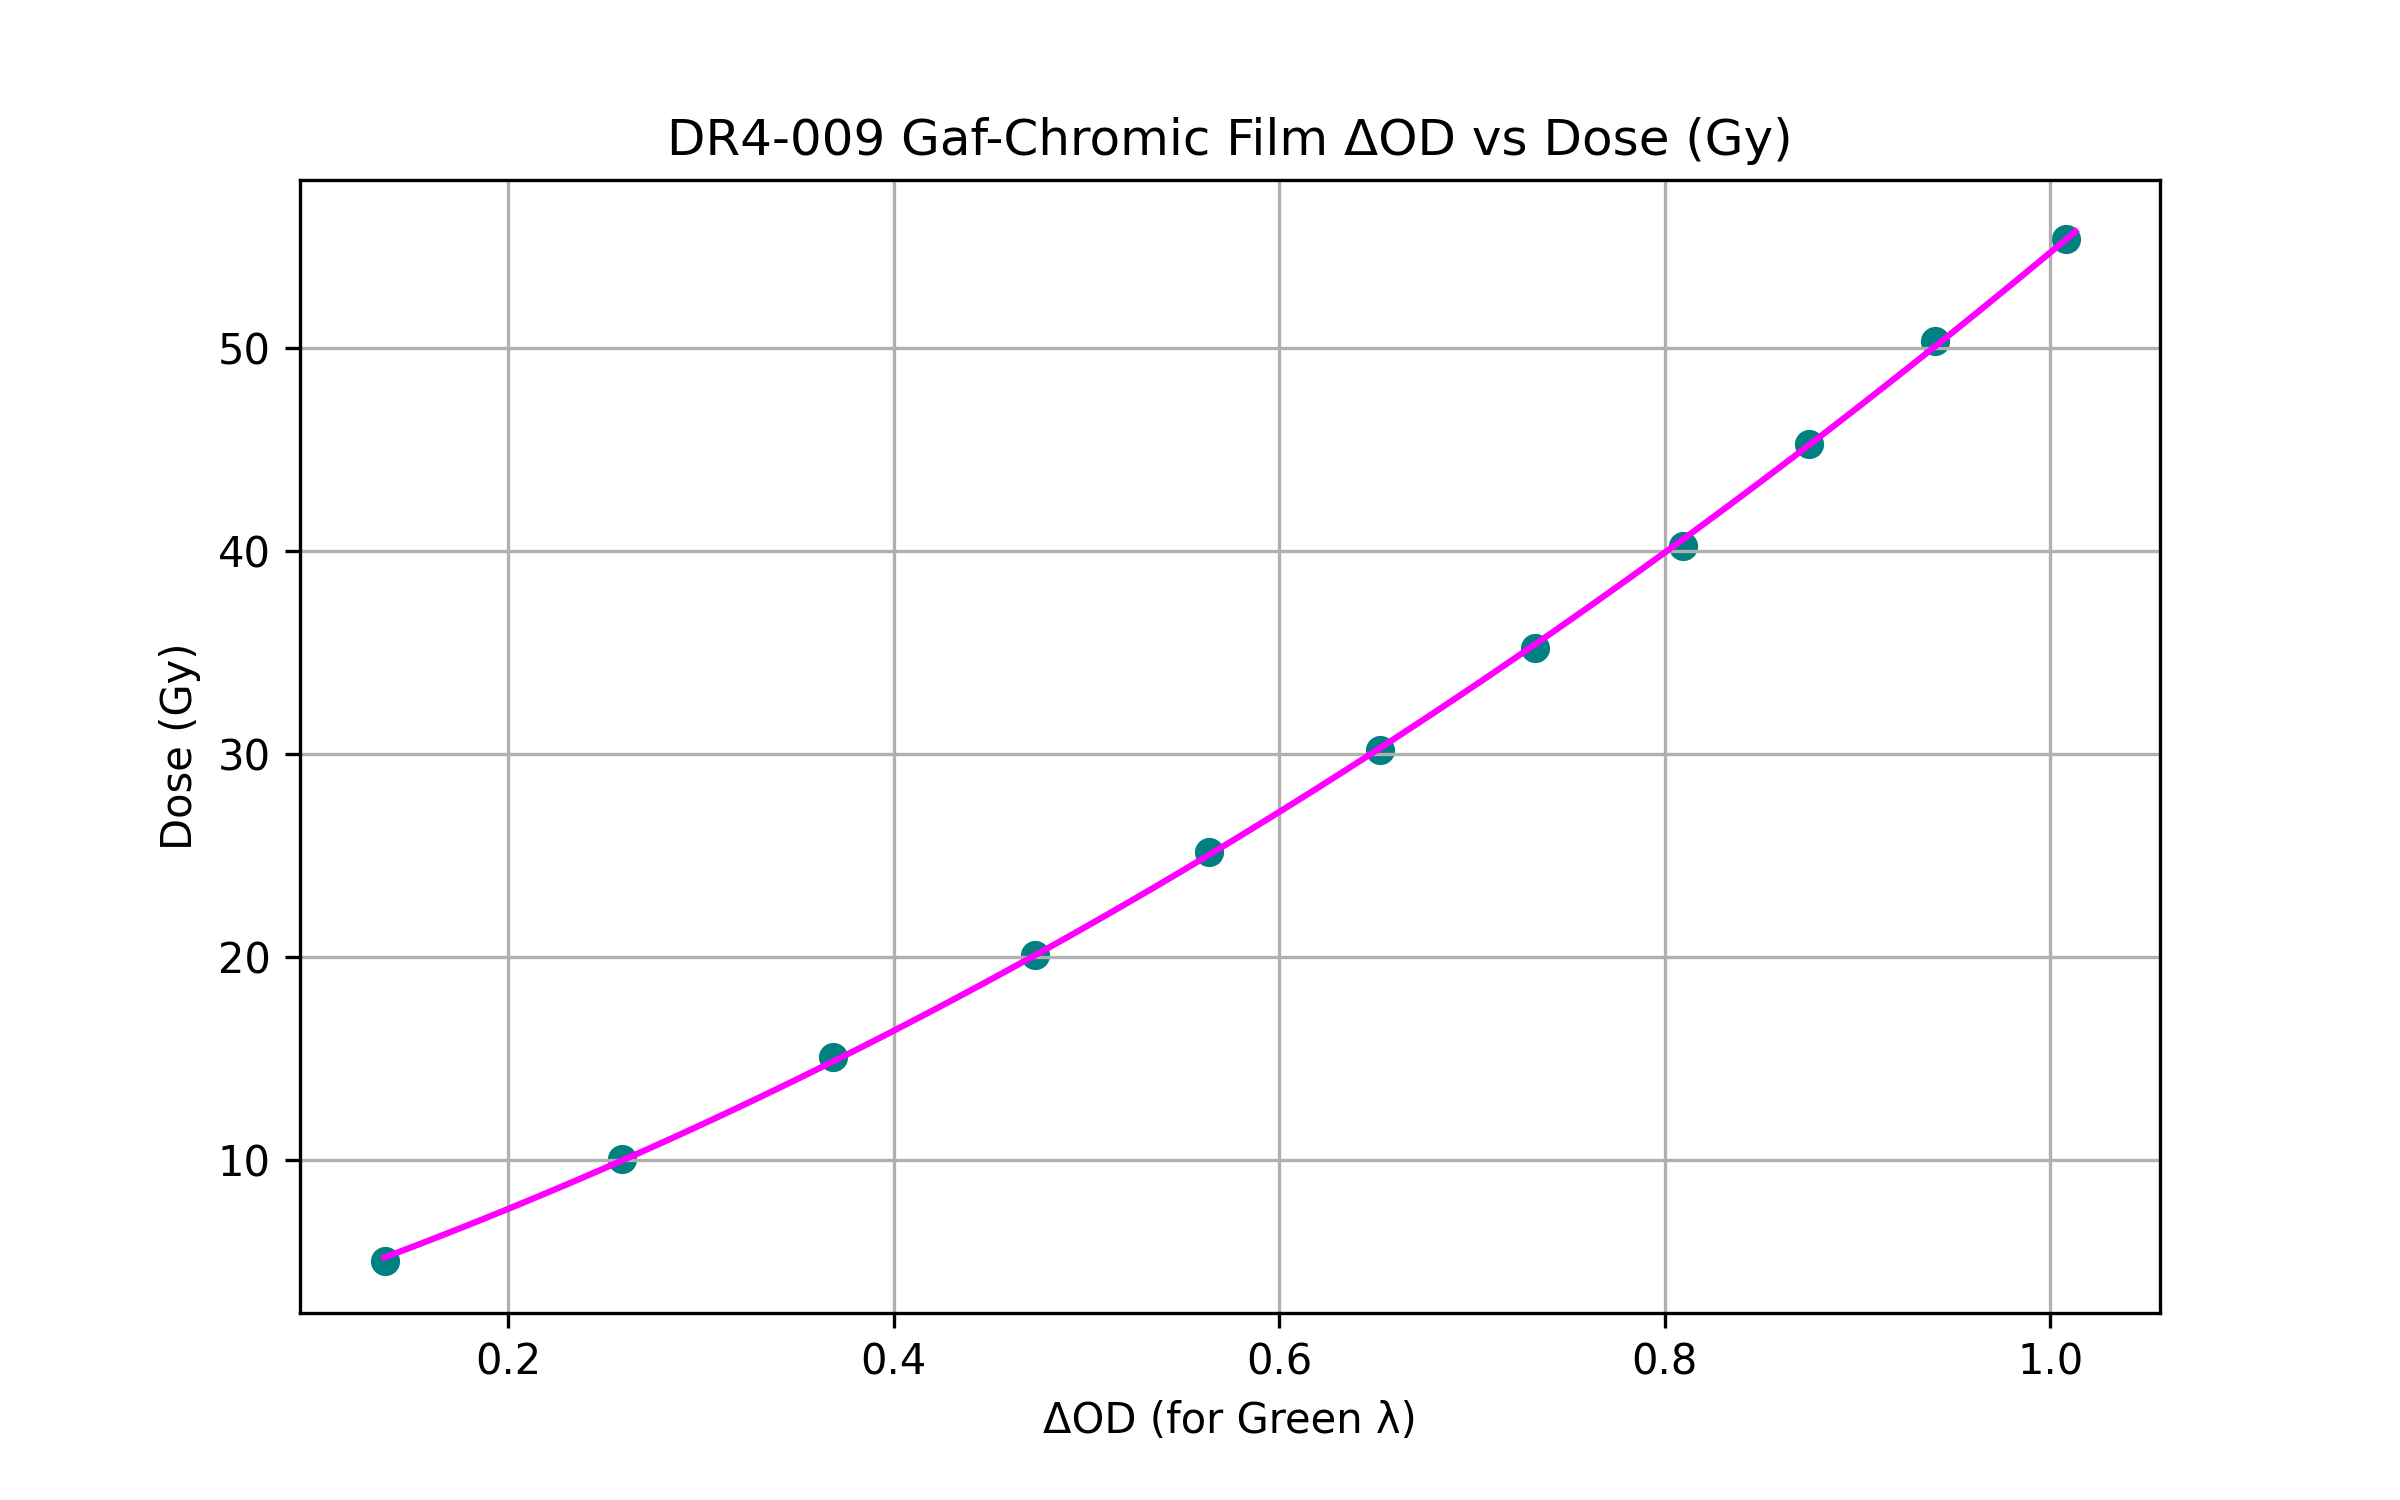 DR4-009 Gaf-Chromic Film ΔOD vs Dose (Gy)
Dose (Gy)
50
40
30
20
10
0.2 0.4 0.6 0.8 1.0
ΔOD (for Green λ)